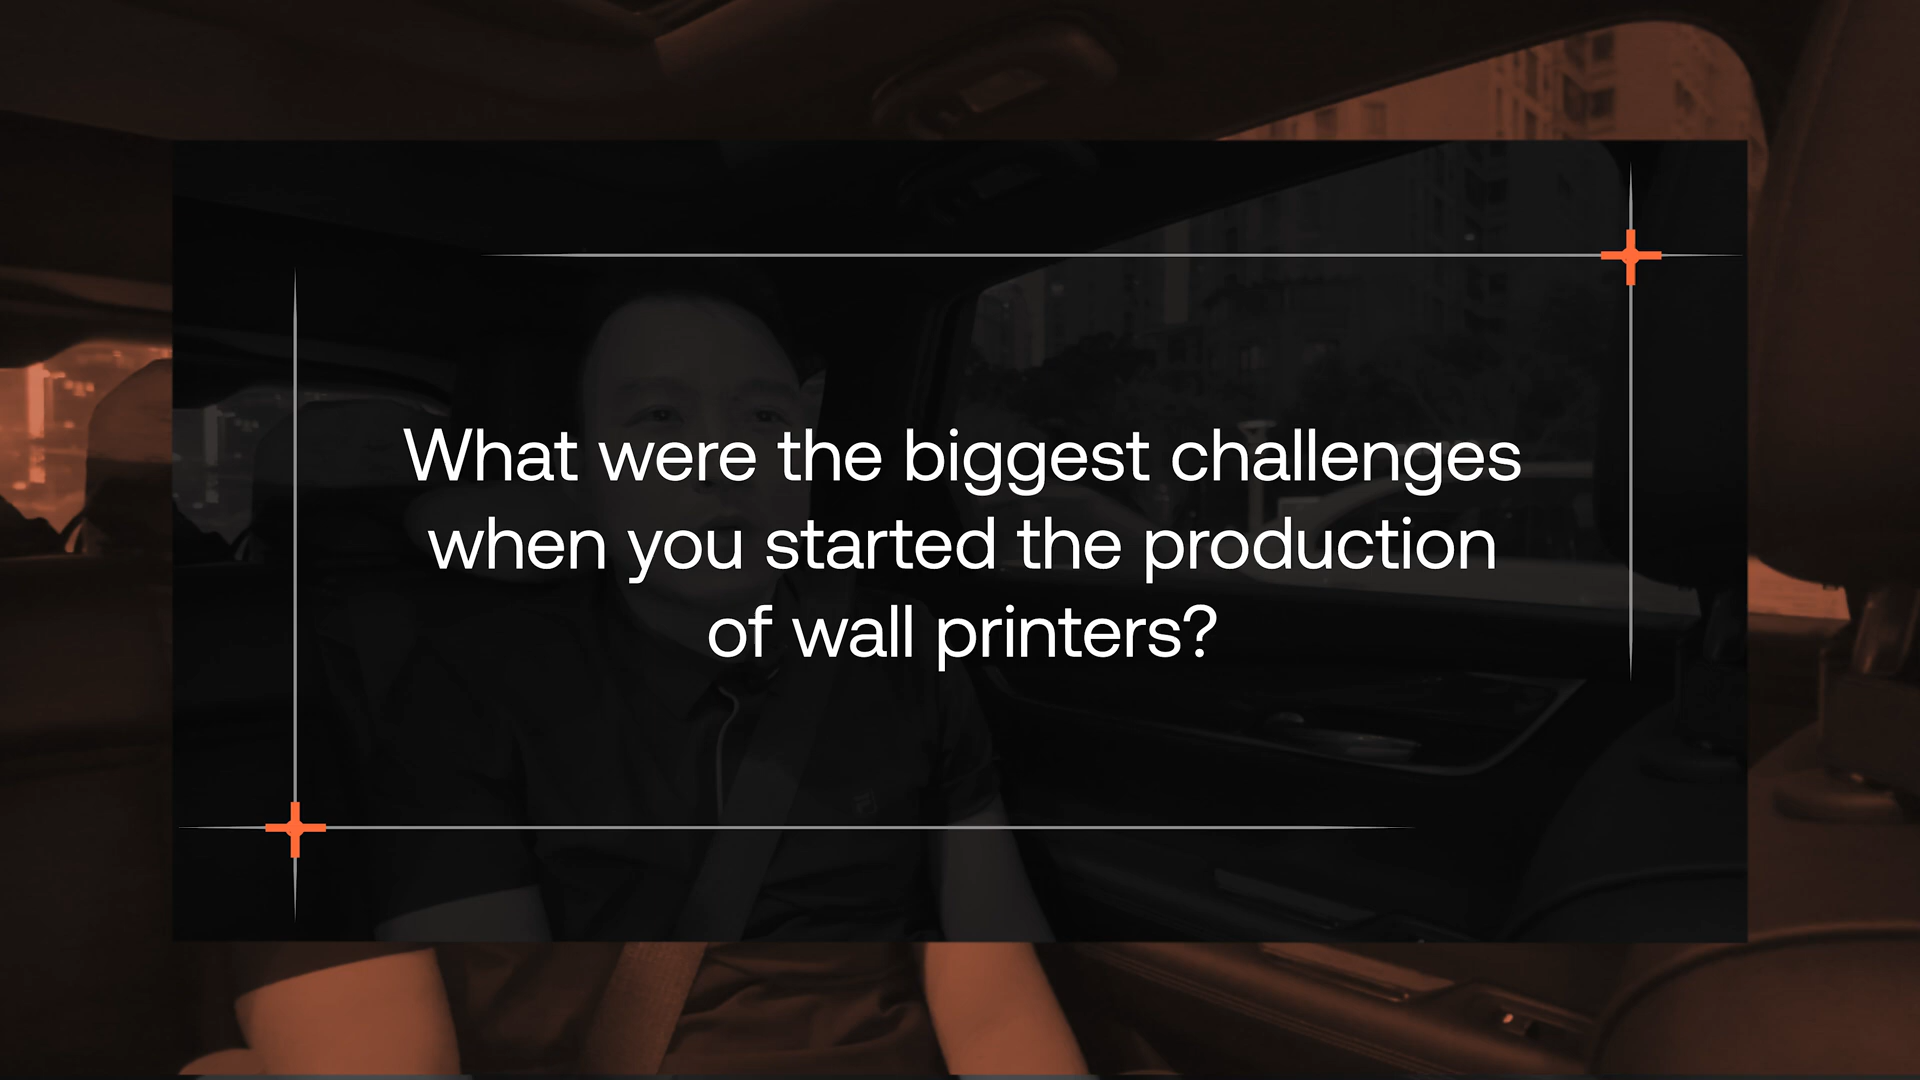 What were the biggest challenges
when you started the production
of wall printers?